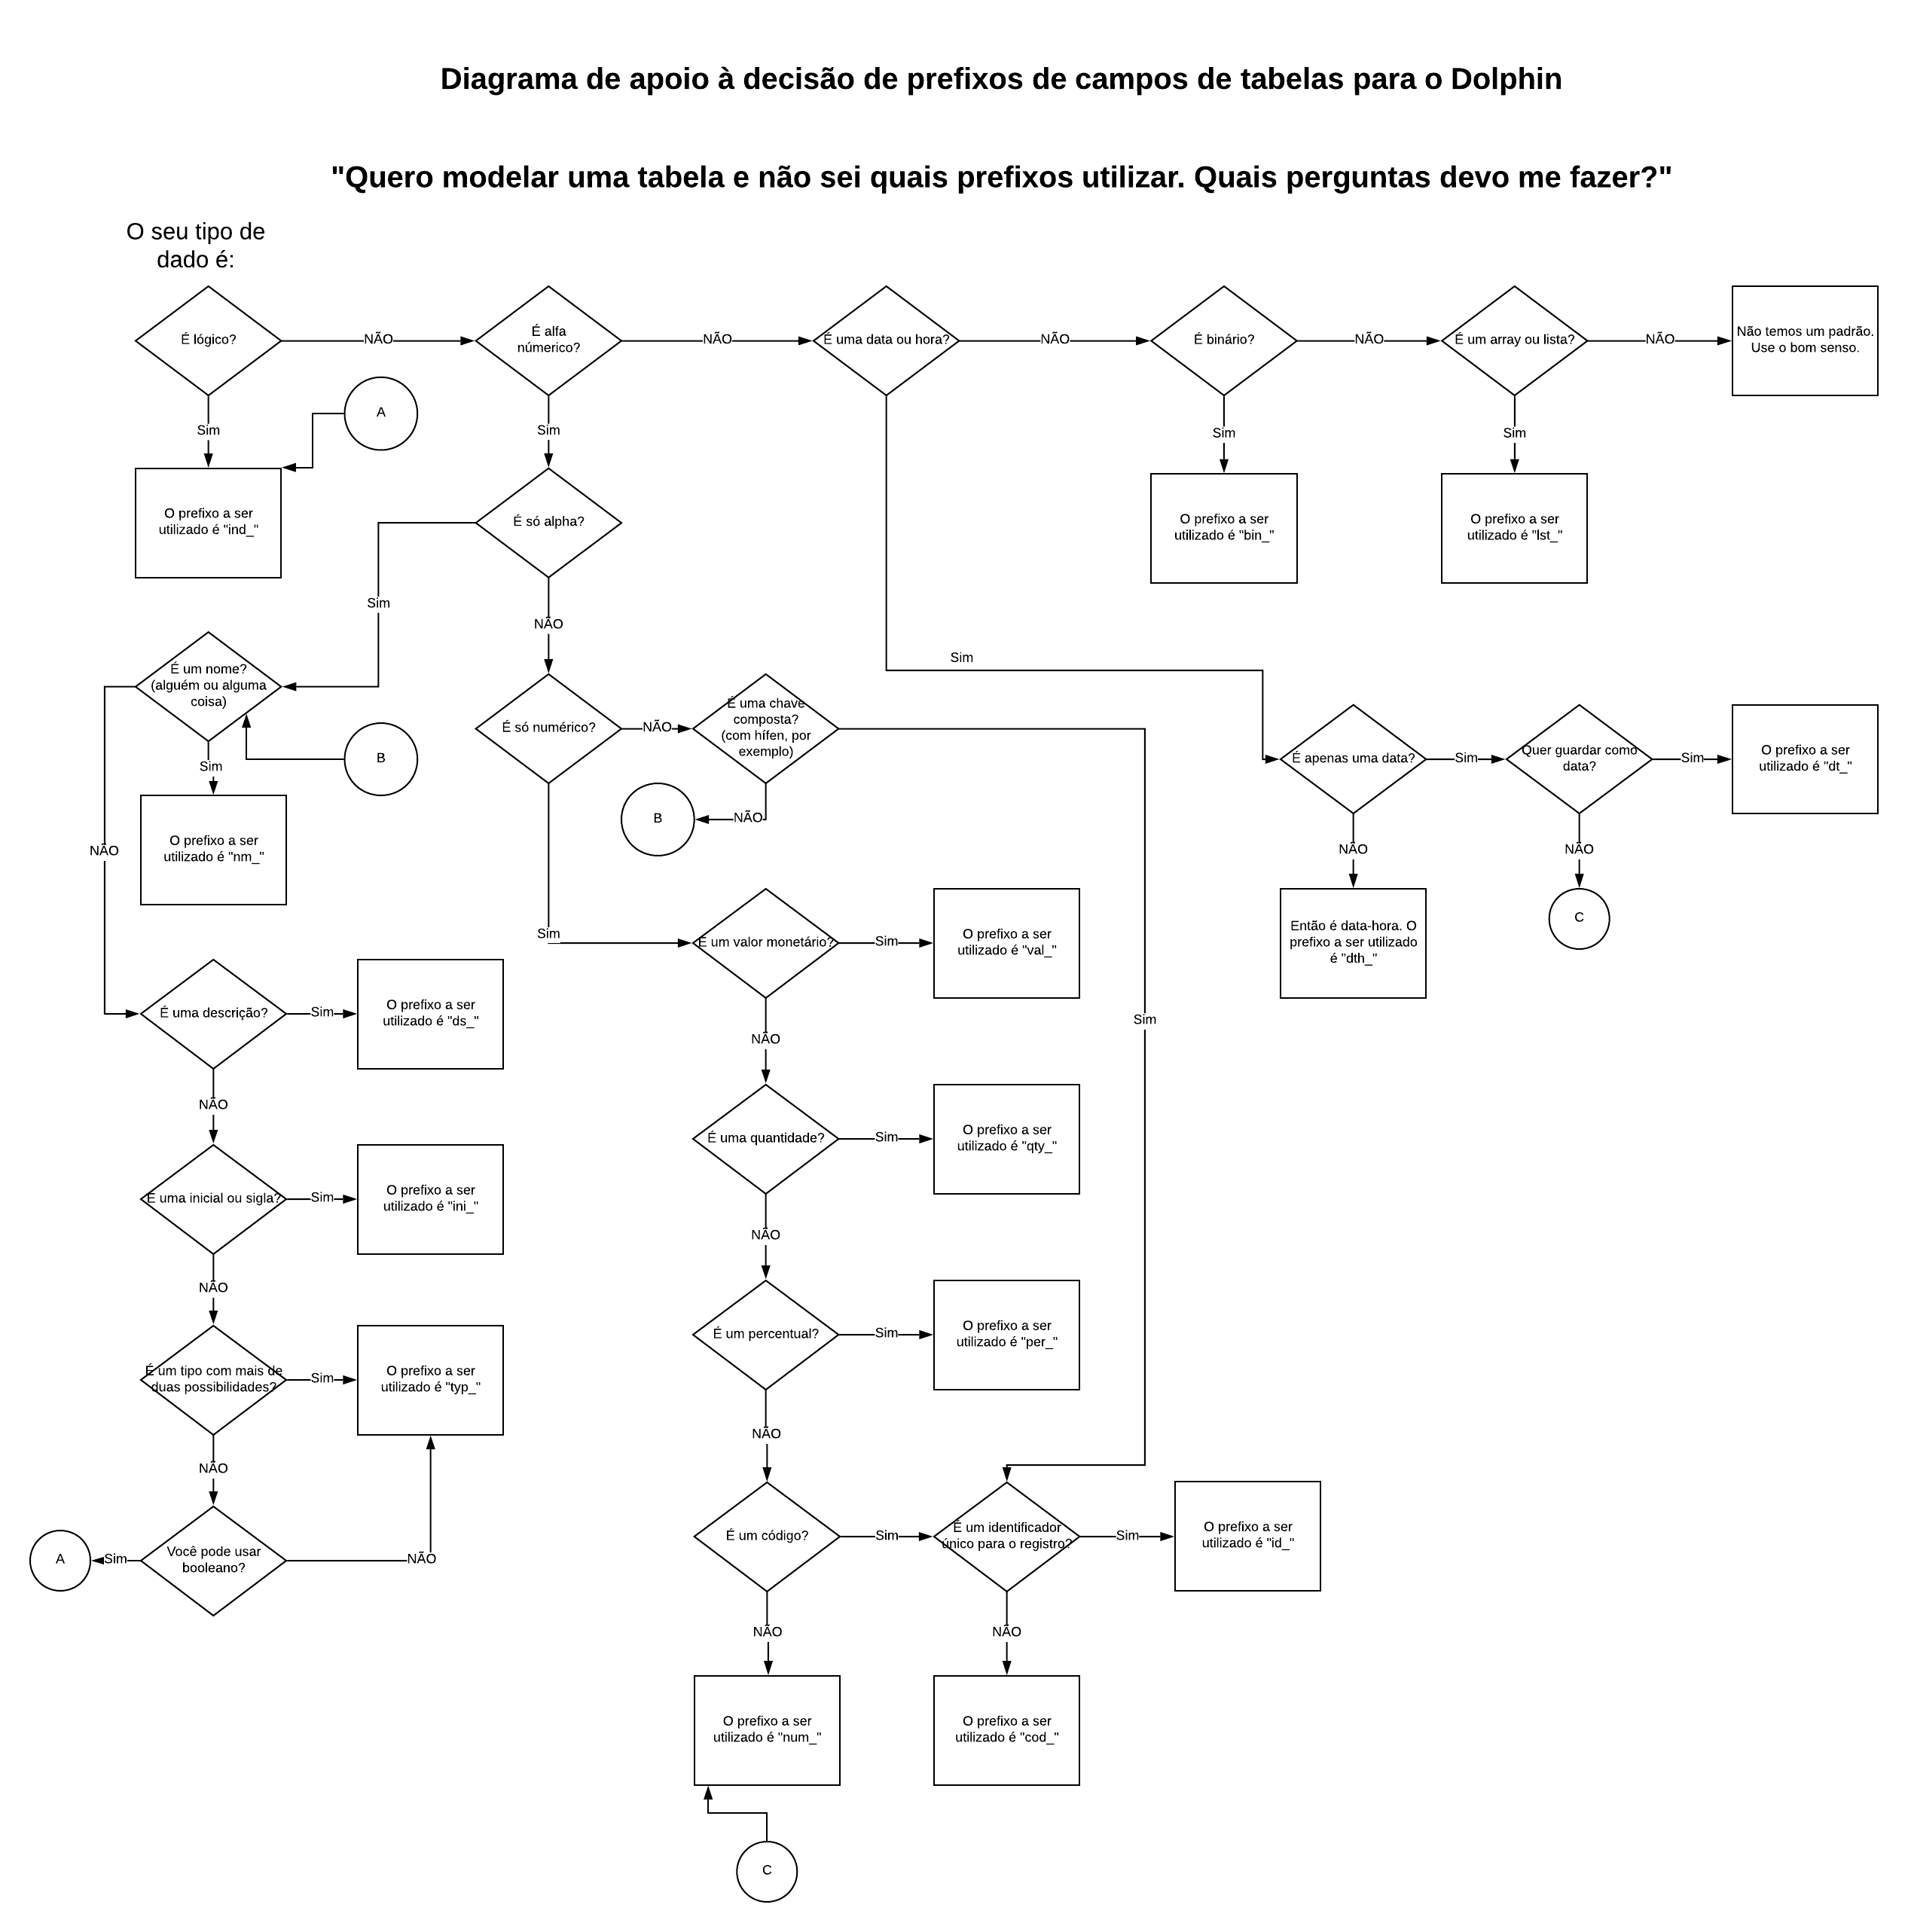 Diagrama de apoio à decisão de prefixos de campos de tabelas para o Dolphin
"Quero modelar uma tabela e não sei quais prefixos utilizar. Quais perguntas devo me fazer?"
O seu tipo de
dado é:
É lógico?
NÃO
É alfa
númerico?
NÃO
É uma data ou hora?
NÃO
É binário?
NÃO
É um array ou lista?
NÃO
Não temos um padrão.
Use o bom senso.
Sim
A
Sim
Sim
Sim
O prefixo a ser
utilizado é "ind_"
É só alpha?
O prefixo a ser
utilizado é "bin_"
O prefixo a ser
utilizado é "lst_"
Sim
NÃO
Sim
É um nome?
(alguém ou alguma
coisa)
É só numérico?
NÃO
É uma chave
composta?
(com hífen, por
exemplo)
Sim
B
É apenas uma data?
Sim
Quer guardar como
data?
Sim
O prefixo a ser
utilizado é "dt_"
B
NÃO
NÃO
O prefixo a ser
utilizado é "nm_"
NÃO
NÃO
Sim
É um valor monetário?
Sim
O prefixo a ser
utilizado é "val_"
Então é data-hora. O
prefixo a ser utilizado
é "dth_"
C
É uma descrição?
Sim
O prefixo a ser
utilizado é "ds_"
NÃO
Sim
NÃO
É uma quantidade?
Sim
O prefixo a ser
utilizado é "qty_"
É uma inicial ou sigla?
Sim
O prefixo a ser
utilizado é "ini_"
NÃO
NÃO
É um percentual?
Sim
O prefixo a ser
utilizado é "per_"
É um tipo com mais de
duas possibilidades?
Sim
O prefixo a ser
utilizado é "typ_"
NÃO
NÃO
A
Sim
Você pode usar
booleano?
NÃO
É um código?
Sim
É um identificador
único para o registro?
Sim
O prefixo a ser
utilizado é "id_"
NÃO
NÃO
O prefixo a ser
utilizado é "num_"
O prefixo a ser
utilizado é "cod_"
C